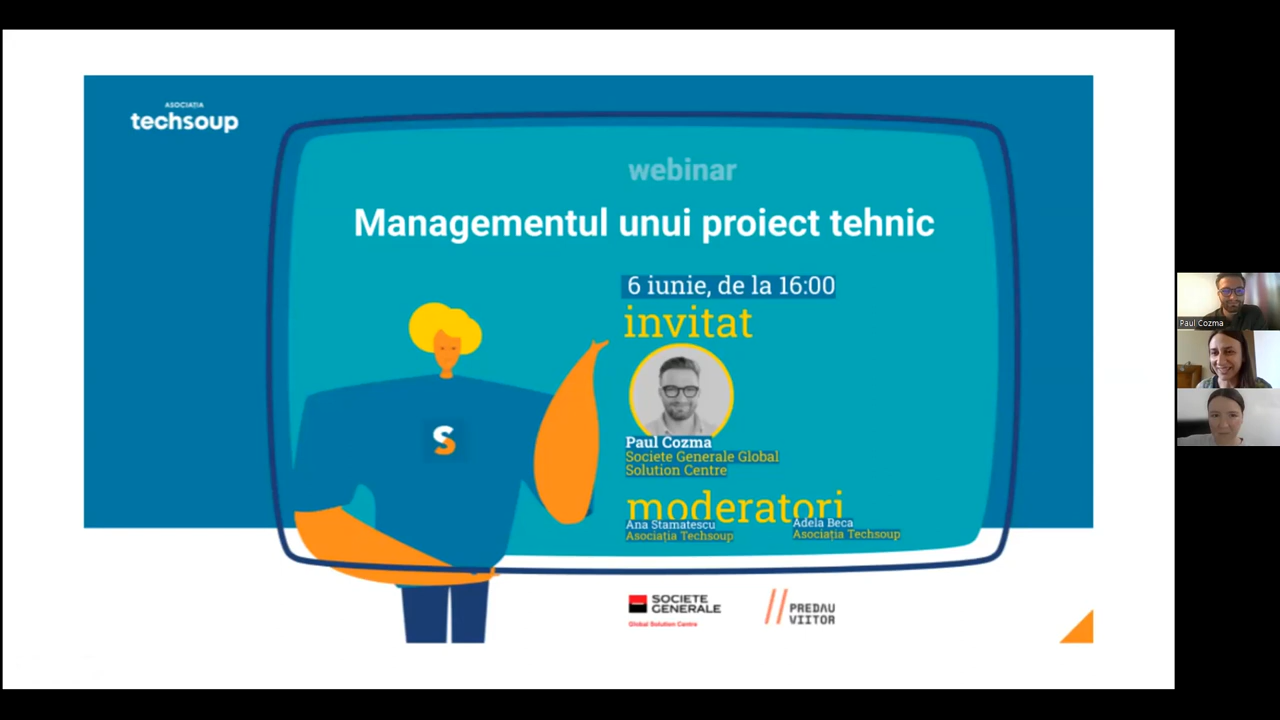 ASOCIAȚIA
techsoup
webinar
Managementul unui proiect tehnic
6 iunie, de la 16:00
invitat
Paul Cozma
Societe Generale Global
Solution Centre
moderatori
Ana Stamatescu
Asociația Techsoup
Adela Beca
Asociația Techsoup
S
SOCIETE
GENERALE
Global Solution Centre
PREDAU
VIITOR
Paul Cozma